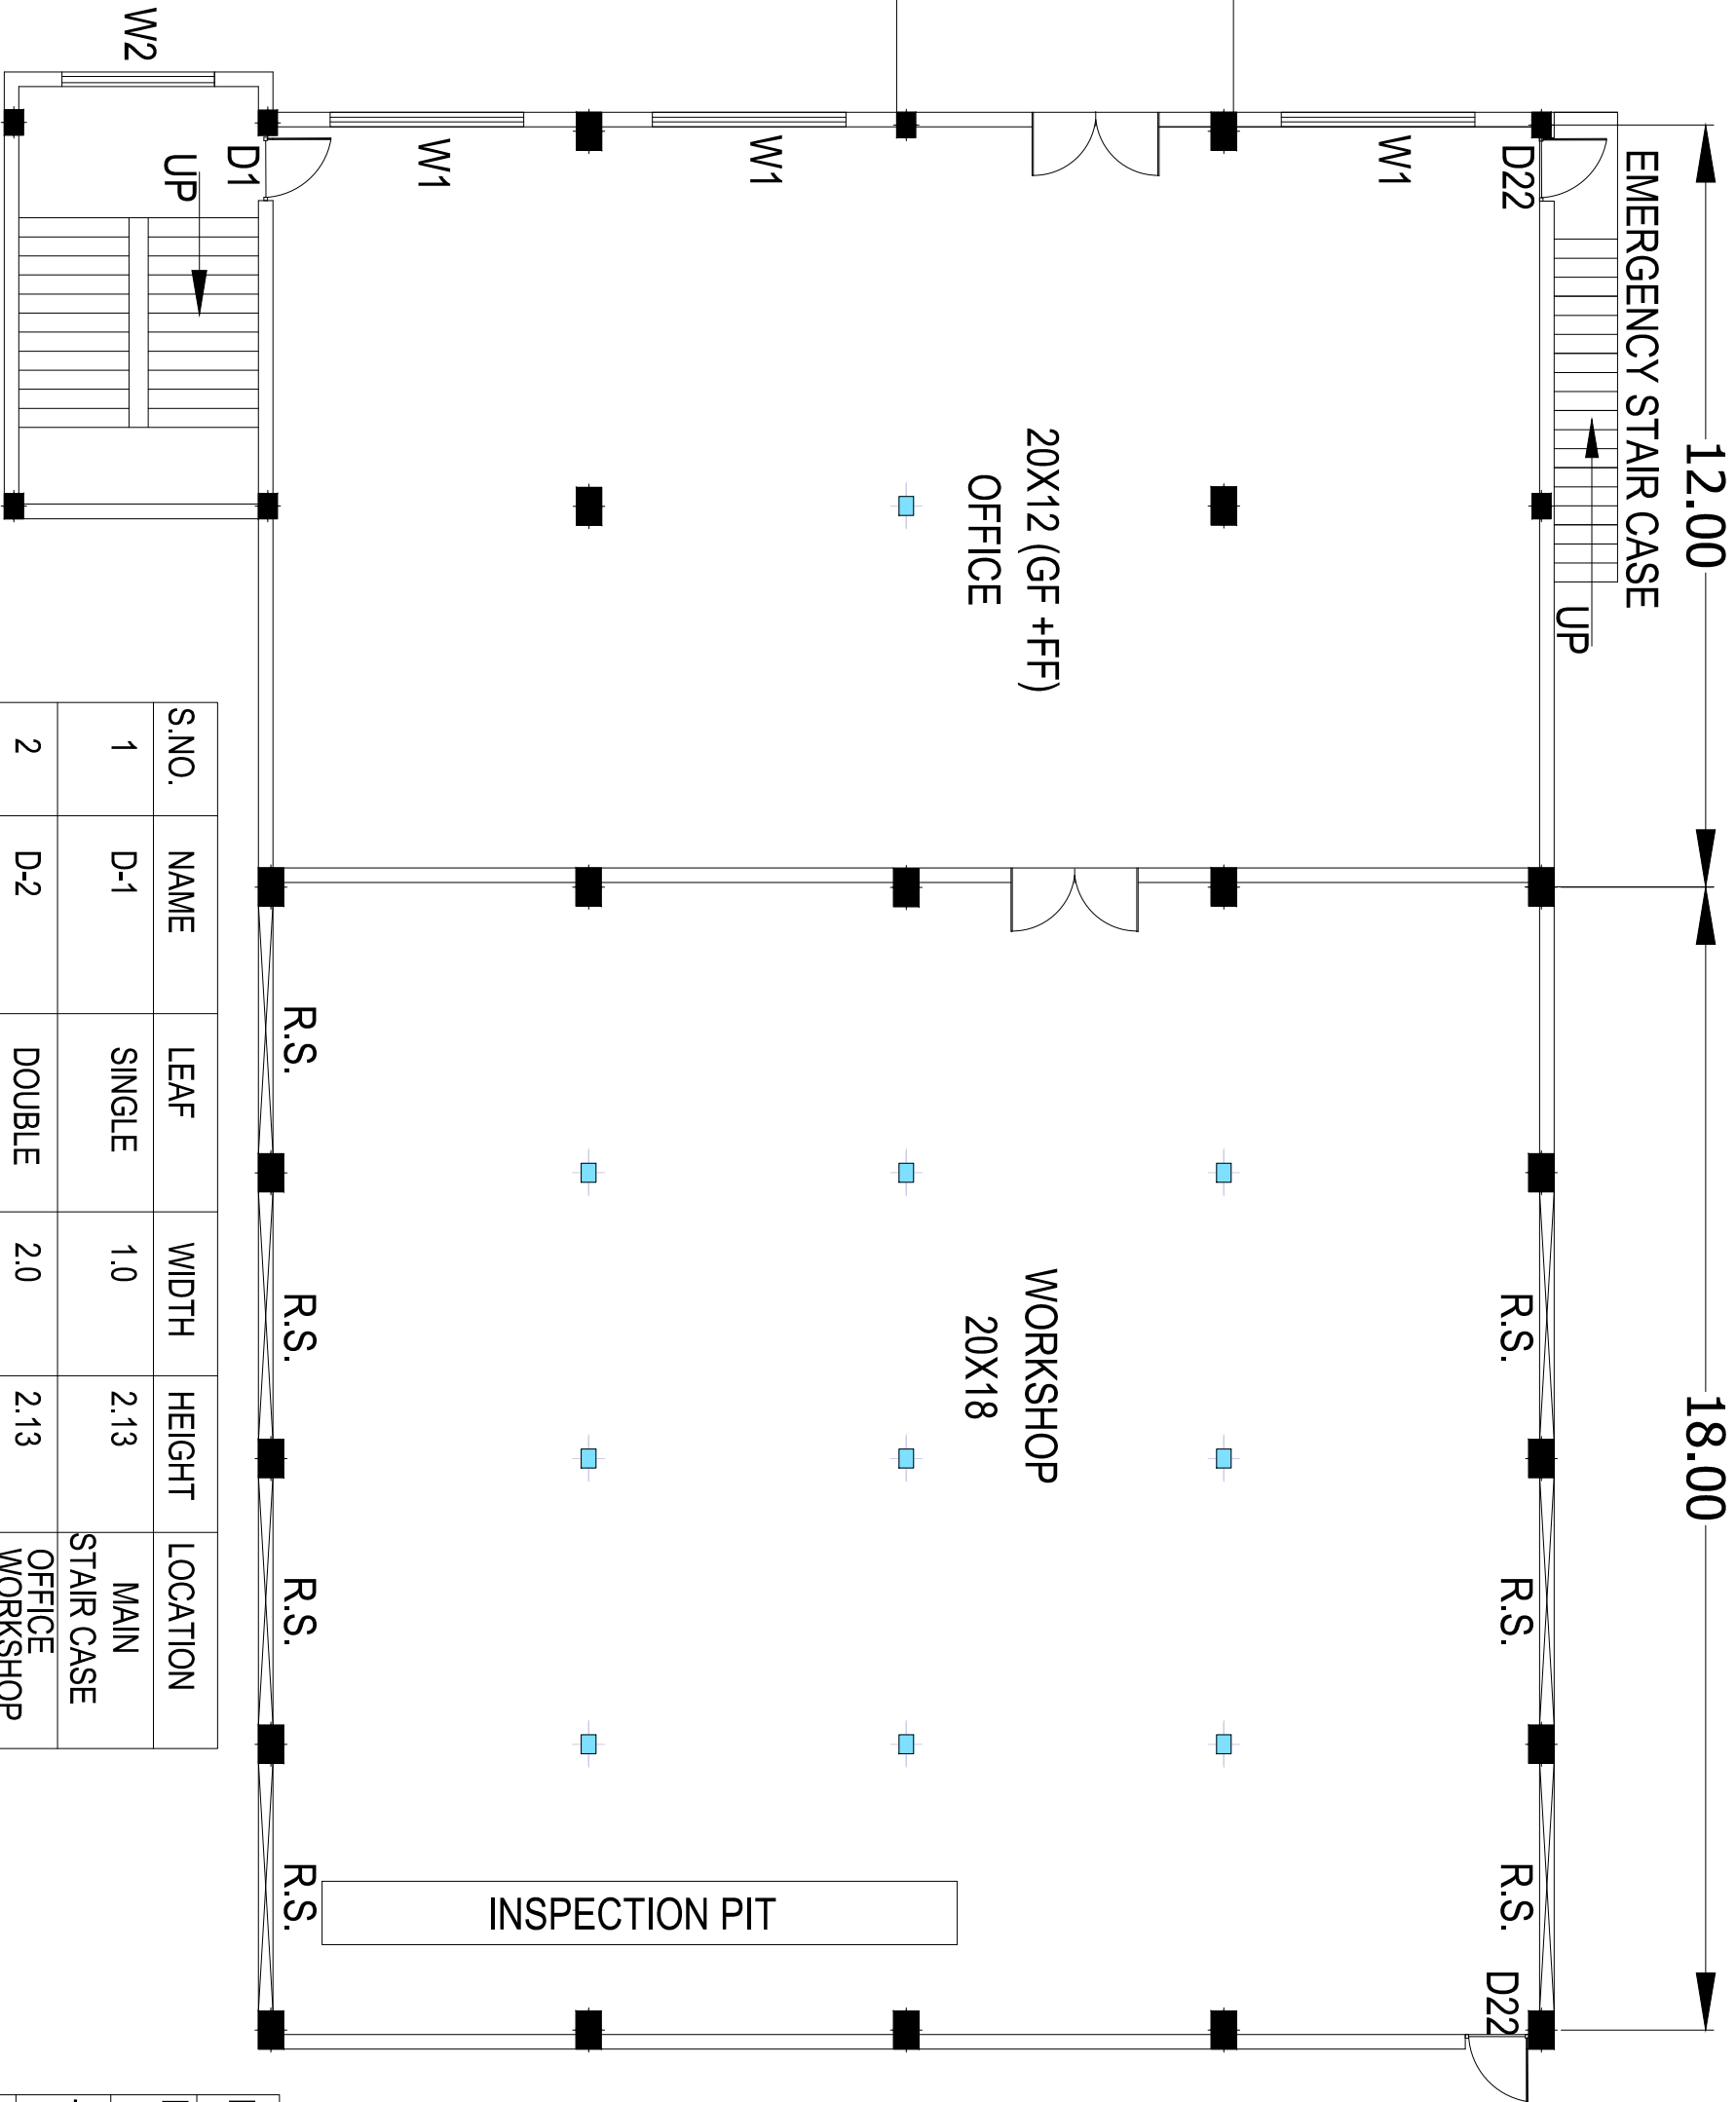 12.00
18.00
EMERGENCY STAIR CASE
UP
D22
R.S.
R.S.
R.S.
D22
W1
W1
W1
20X12 (GF +FF)
OFFICE
WORKSHOP
20X18
INSPECTION PIT
R.S.
R.S.
R.S.
R.S.
D1
UP
W2
S.NO. NAME LEAF WIDTH HEIGHT LOCATION
1 D-1 SINGLE 1.0 2.13 MAIN STAIR CASE
2 D-2 DOUBLE 2.0 2.13 OFFICE WORKSHOP